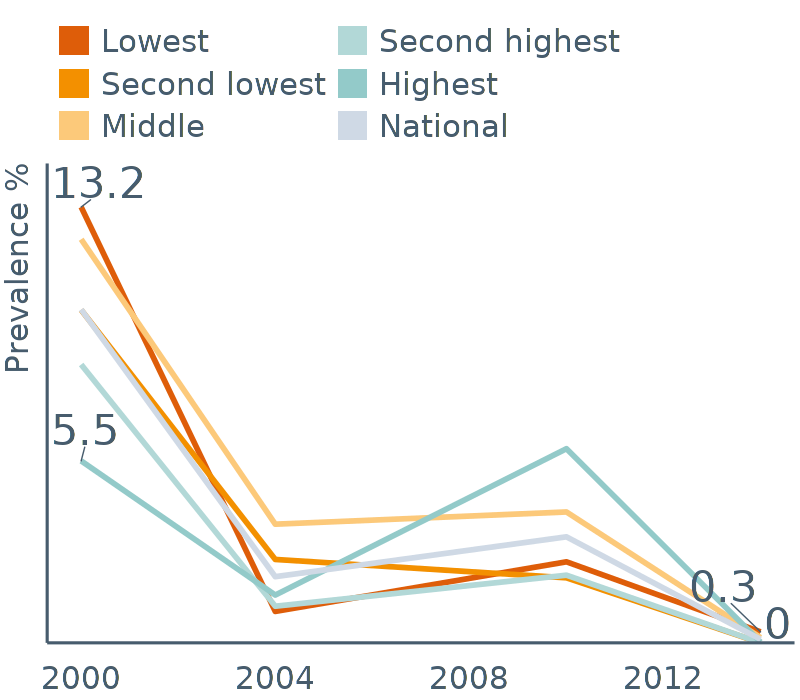 Lowest
Second lowest
Middle
Second highest
Highest
National
Prevalence %
13.2
5.5
0.3
0
2000 2004 2008 2012